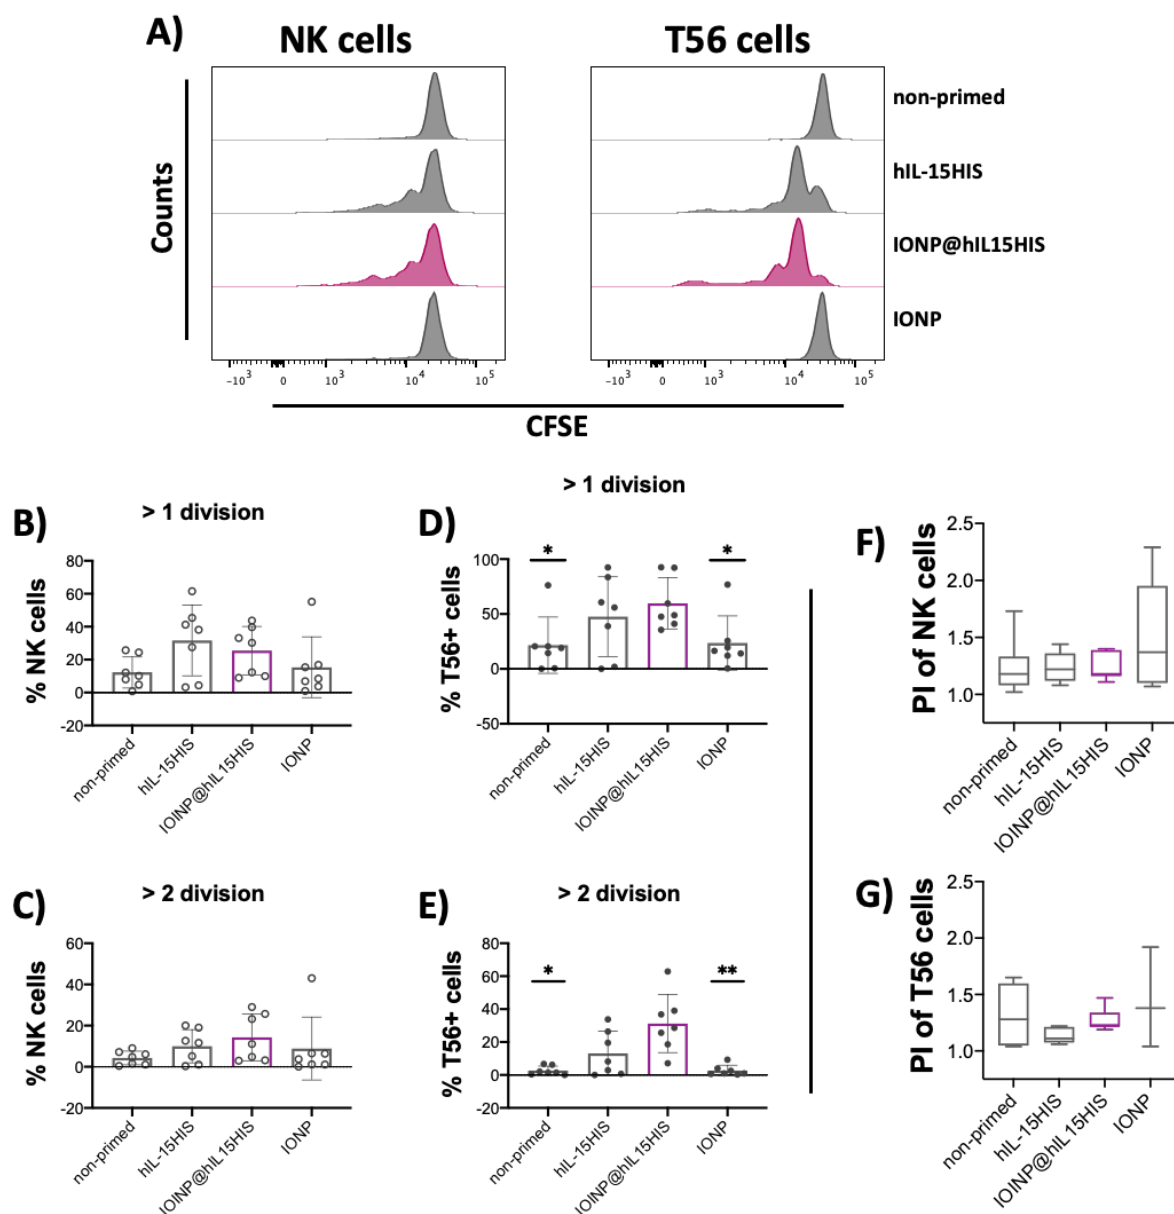 A)
NK cells
T56 cells
Counts
non-primed
hIL-15HIS
IONP@hIL15HIS
IONP
-10³ 0 10³ 10⁴ 10⁵
-10³ 0 10³ 10⁴ 10⁵
CFSE
B)
> 1 division
% NK cells
80
60
40
20
0
-20
non-primed
hIL-15HIS
IOINP@hIL15HIS
IONP
D)
> 1 division
% T56+ cells
100
50
0
-50
*
*
non-primed
hIL-15HIS
IOINP@hIL15HIS
IONP
F)
PI of NK cells
2.5
2.0
1.5
1.0
non-primed
hIL-15HIS
IOINP@hIL15HIS
IONP
C)
> 2 division
% NK cells
60
40
20
0
-20
non-primed
hIL-15HIS
IOINP@hIL15HIS
IONP
E)
> 2 division
% T56+ cells
80
60
40
20
0
-20
*
**
non-primed
hIL-15HIS
IOINP@hIL15HIS
IONP
G)
PI of T56 cells
2.5
2.0
1.5
1.0
non-primed
hIL-15HIS
IOINP@hIL15HIS
IONP